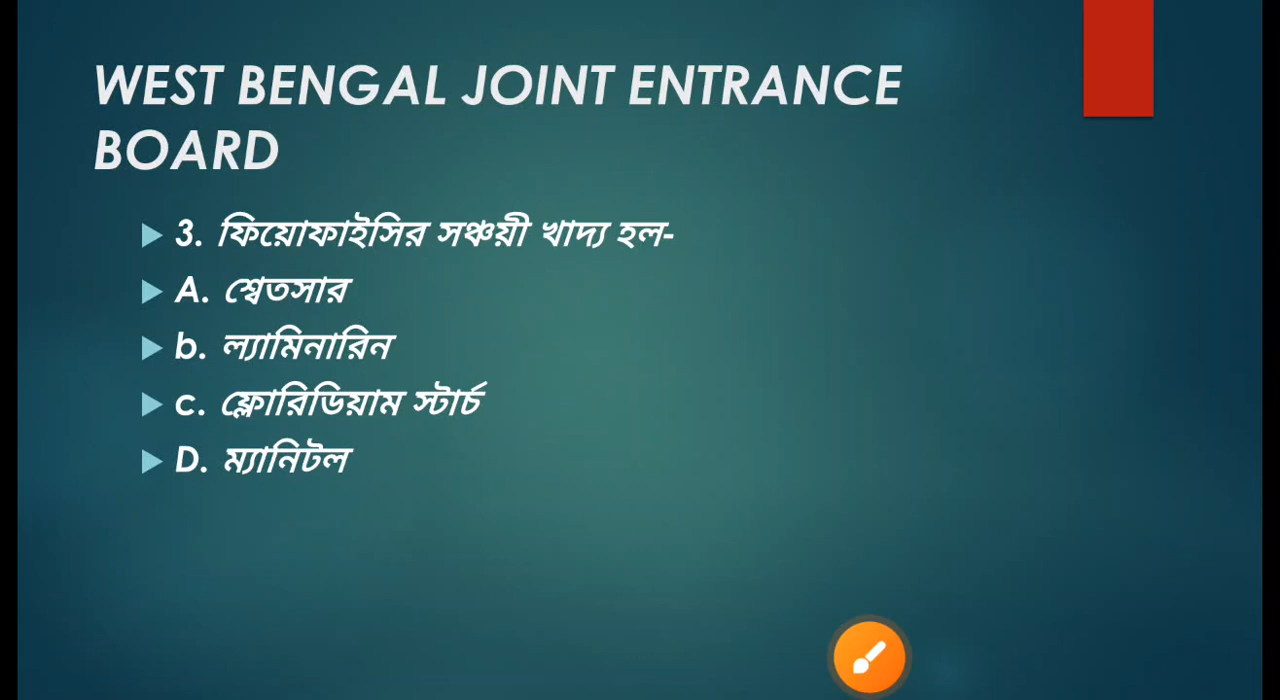 WEST BENGAL JOINT ENTRANCE
BOARD
3. ফিয়োফাইসির সঞ্চয়ী খাদ্য হল-
A. শ্বেতসার
b. ল্যামিনারিন
c. ফ্লোরিডিয়াম স্টার্চ
D. ম্যানিটল